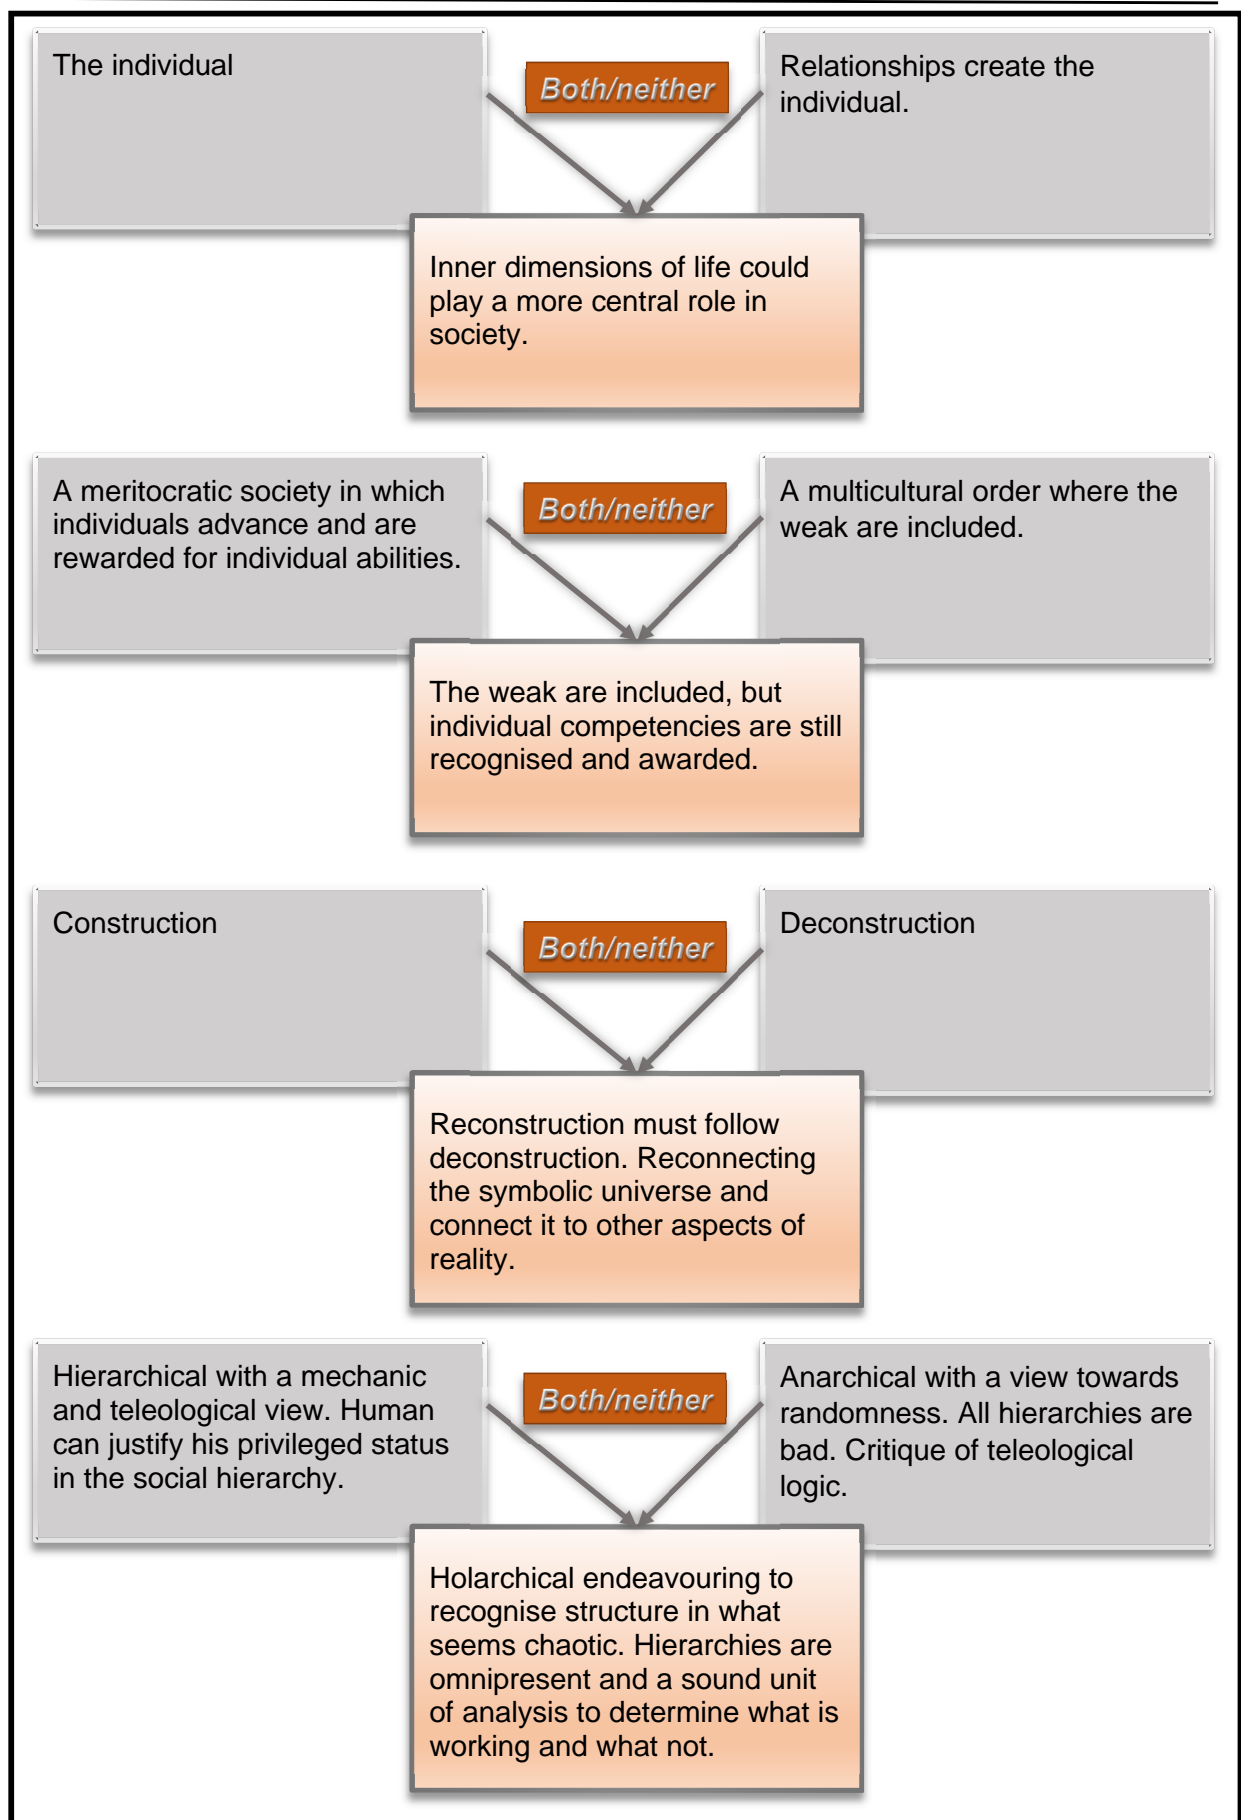 The individual
Both/neither
Relationships create the
individual.
Inner dimensions of life could
play a more central role in
society.
A meritocratic society in which
individuals advance and are
rewarded for individual abilities.
Both/neither
A multicultural order where the
weak are included.
The weak are included, but
individual competencies are still
recognised and awarded.
Construction
Both/neither
Deconstruction
Reconstruction must follow
deconstruction. Reconnecting
the symbolic universe and
connect it to other aspects of
reality.
Hierarchical with a mechanic
and teleological view. Human
can justify his privileged status
in the social hierarchy.
Both/neither
Anarchical with a view towards
randomness. All hierarchies are
bad. Critique of teleological
logic.
Holarchical endeavouring to
recognise structure in what
seems chaotic. Hierarchies are
omnipresent and a sound unit
of analysis to determine what is
working and what not.